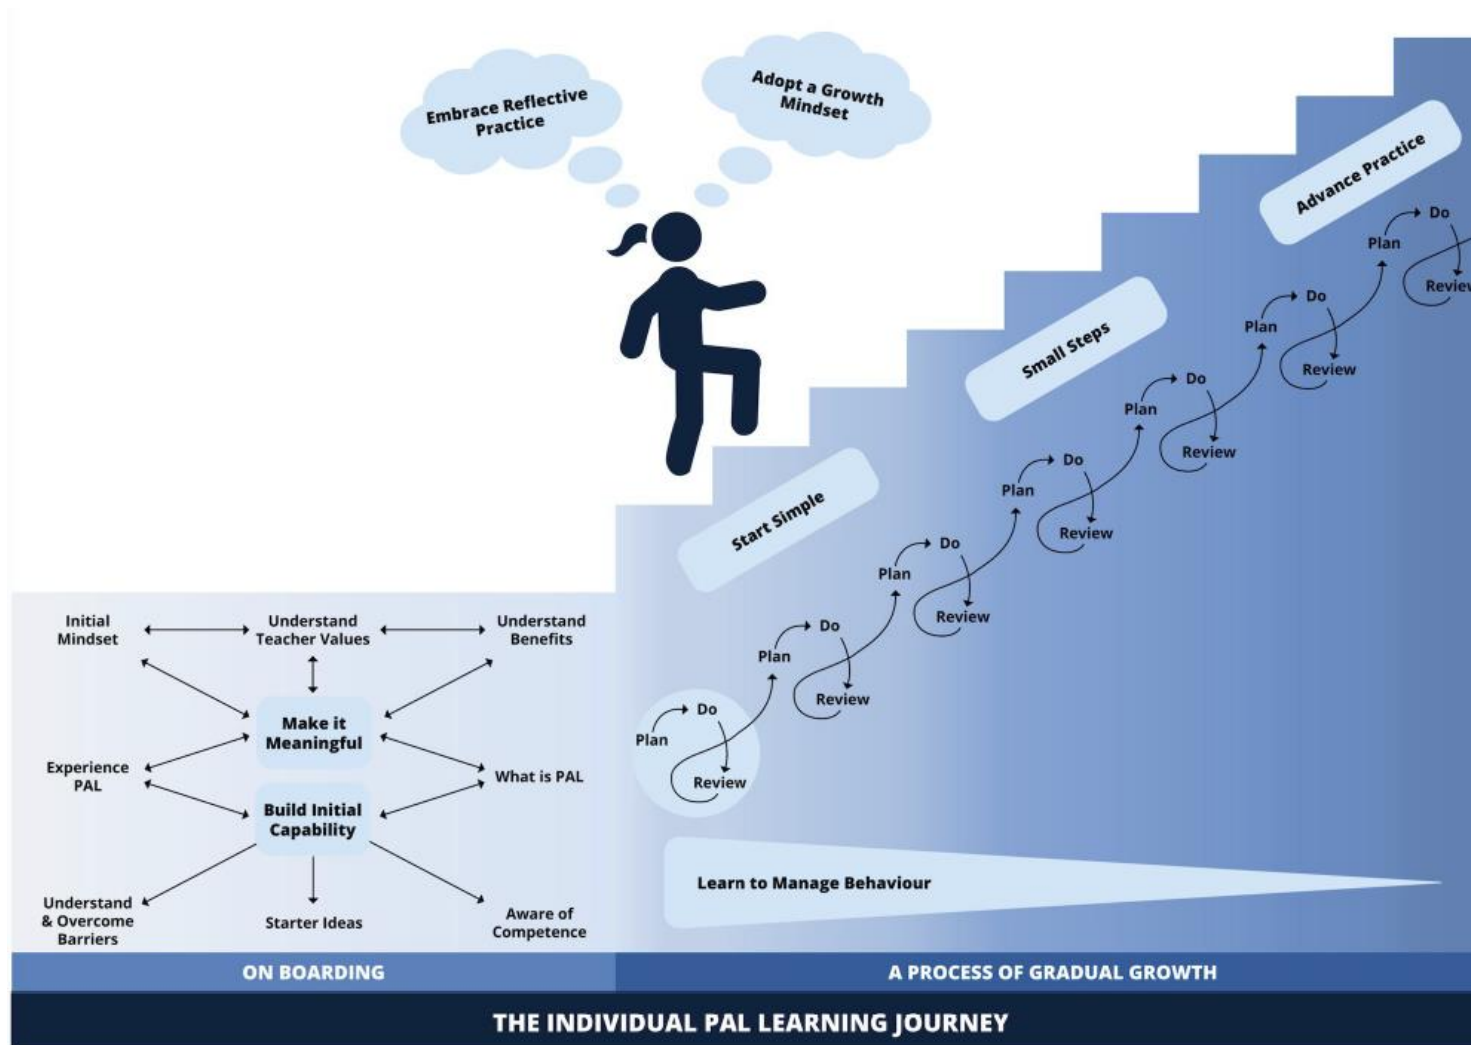 Embrace Reflective
Practice
Adopt a Growth
Mindset
Advance Practice
Small Steps
Start Simple
Plan
Do
Review
Plan
Do
Review
Plan
Do
Review
Plan
Do
Review
Plan
Do
Review
Plan
Do
Review
Plan
Do
Review
Initial
Mindset
Understand
Teacher Values
Understand
Benefits
Make it
Meaningful
Experience
PAL
What is PAL
Build Initial
Capability
Understand
& Overcome
Barriers
Starter Ideas
Aware of
Competence
Learn to Manage Behaviour
ON BOARDING
A PROCESS OF GRADUAL GROWTH
THE INDIVIDUAL PAL LEARNING JOURNEY